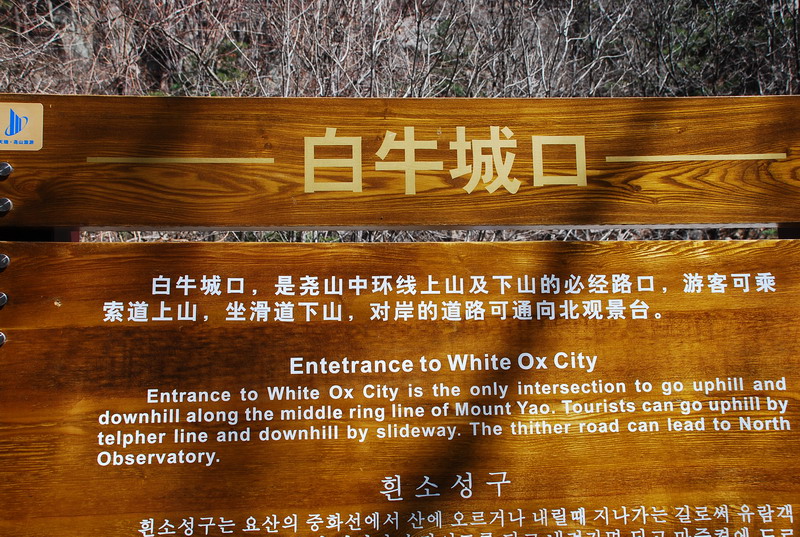 白牛城口
白牛城口，是尧山中环线上山及下山的必经路口，游客可乘
索道上山，坐滑道下山，对岸的道路可通向北观景台。
Entetrance to White Ox City
Entrance to White Ox City is the only intersection to go uphill and
downhill along the middle ring line of Mount Yao. Tourists can go uphill by
telpher line and downhill by slideway. The thither road can lead to North
Observatory.
흰소성구
흰소성구는 요산의 중화선에서 산에 오르거나 내릴때 지나가는 길로써 유람객